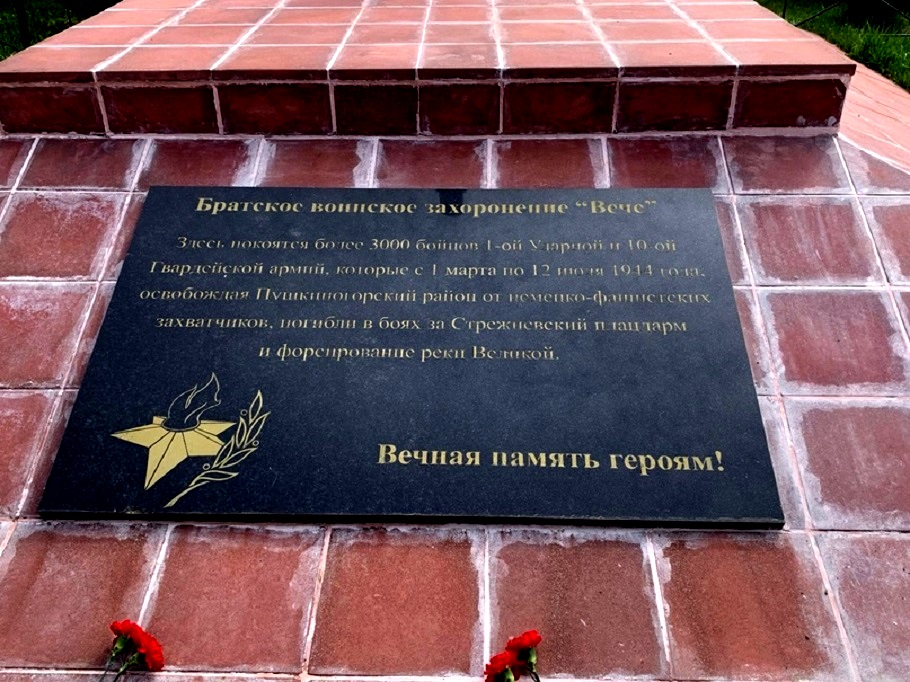 Братское воинское захоронение “Вече”
Здесь покоятся более 3000 бойцов 1-ой Ударной и 10-ой
Гвардейской армий, которые с 1 марта по 12 июля 1944 года,
освобождая Пушкиногорский район от немецко-фашистских
захватчиков, погибли в боях за Стрежневский плацдарм
и форсирование реки Великой.
Вечная память героям!